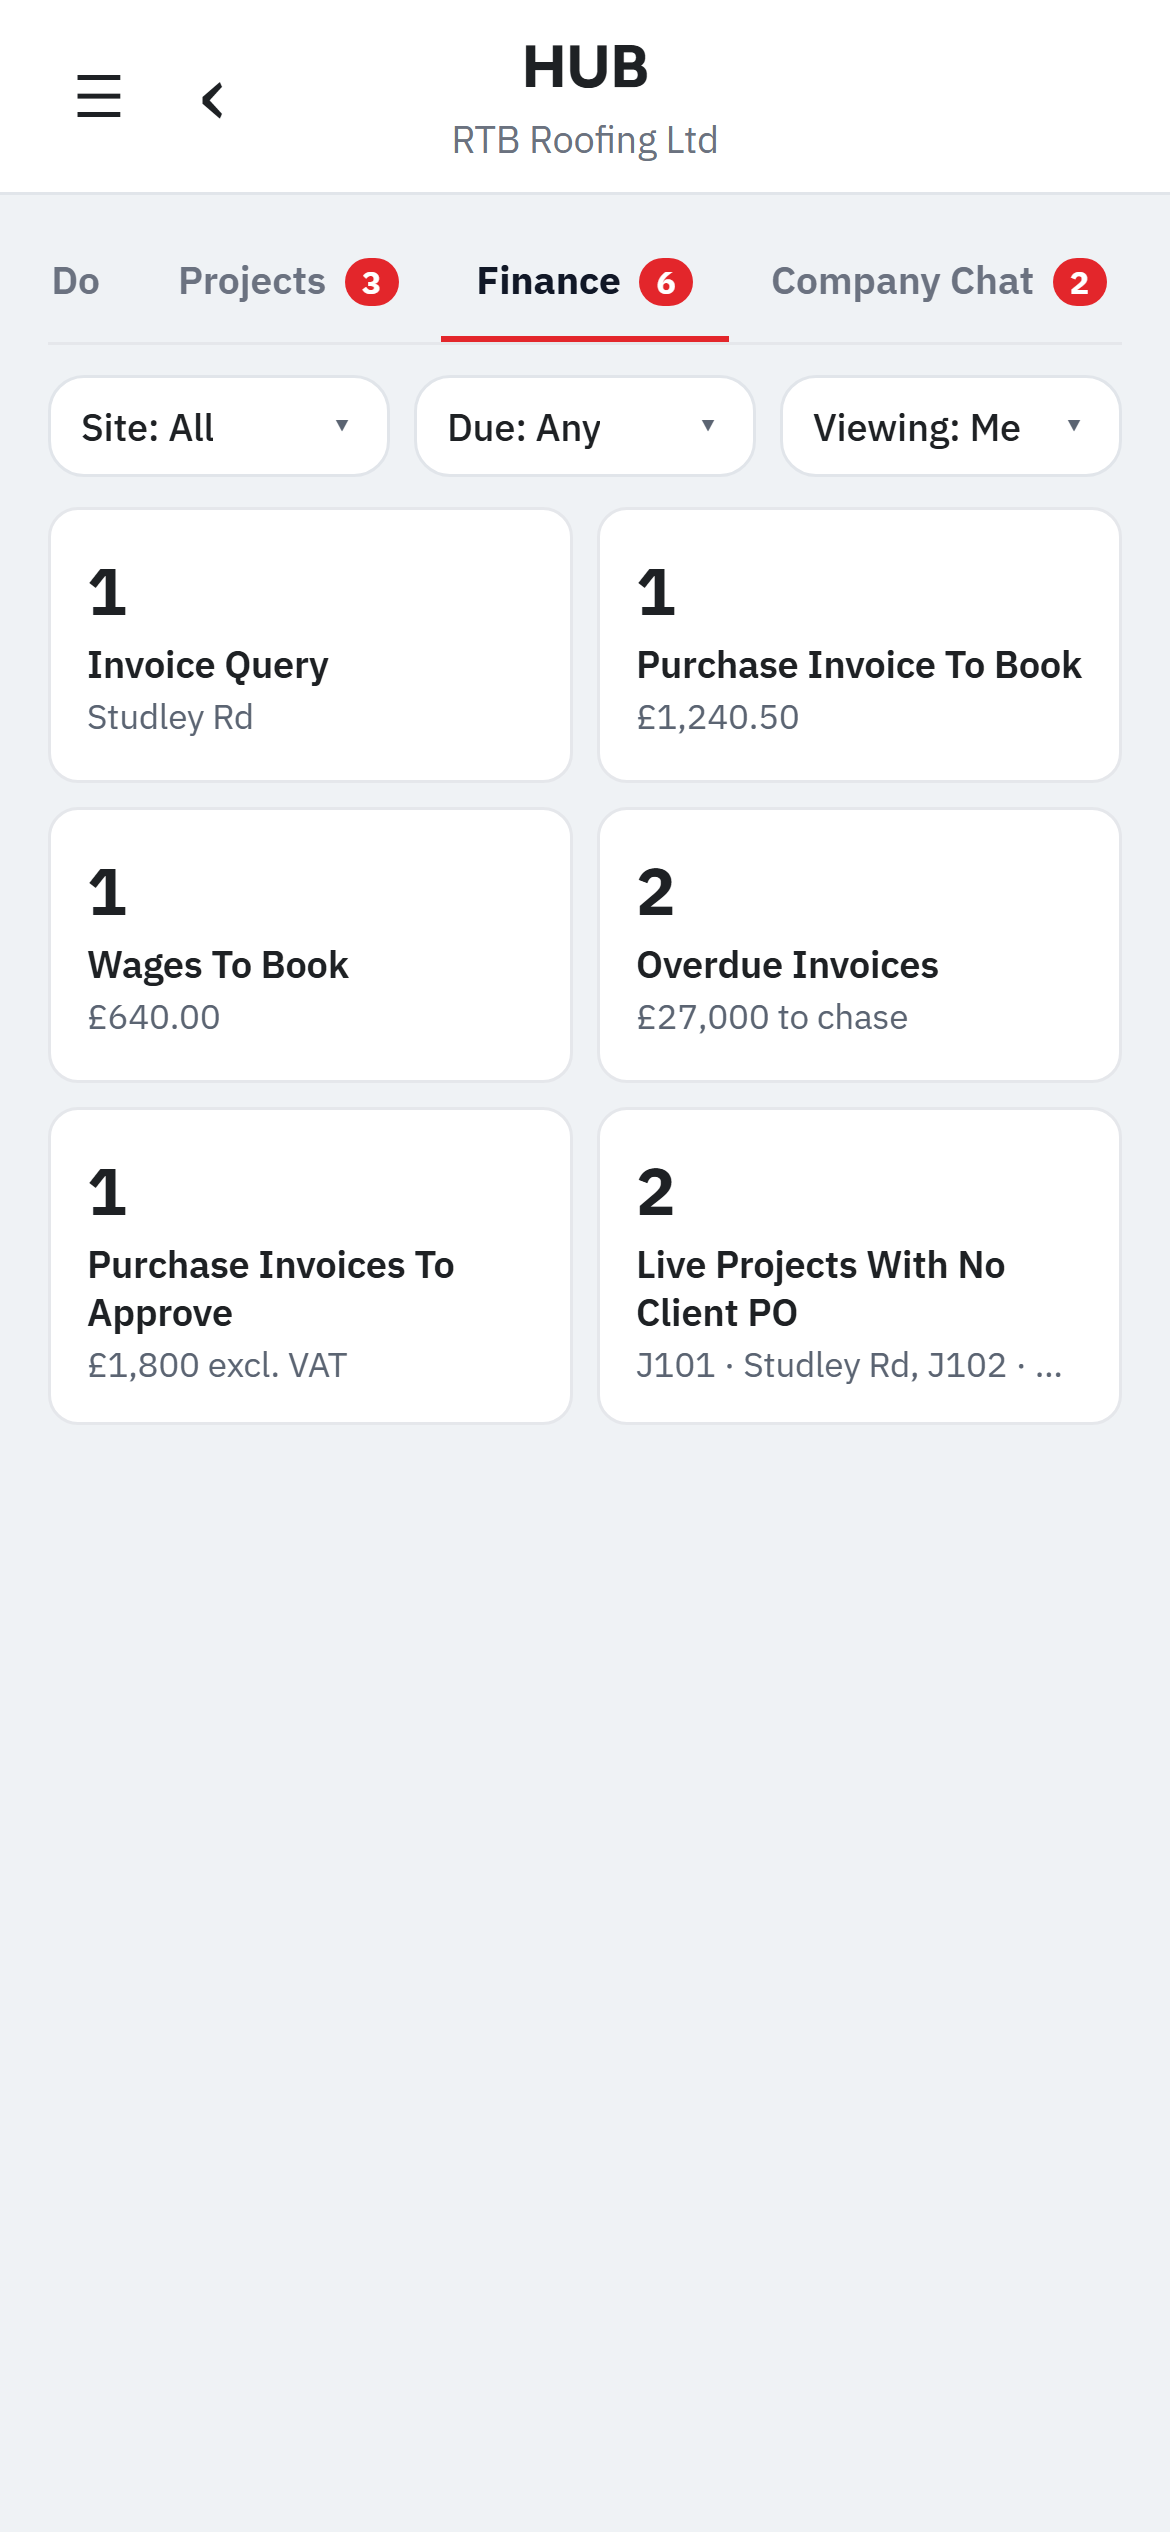 HUB
RTB Roofing Ltd
Do Projects 3 Finance 6 Company Chat 2
Site: All ▼ Due: Any ▼ Viewing: Me ▼
1
Invoice Query
Studley Rd
1
Purchase Invoice To Book
£1,240.50
1
Wages To Book
£640.00
2
Overdue Invoices
£27,000 to chase
1
Purchase Invoices To
Approve
£1,800 excl. VAT
2
Live Projects With No
Client PO
J101 · Studley Rd, J102 · ...